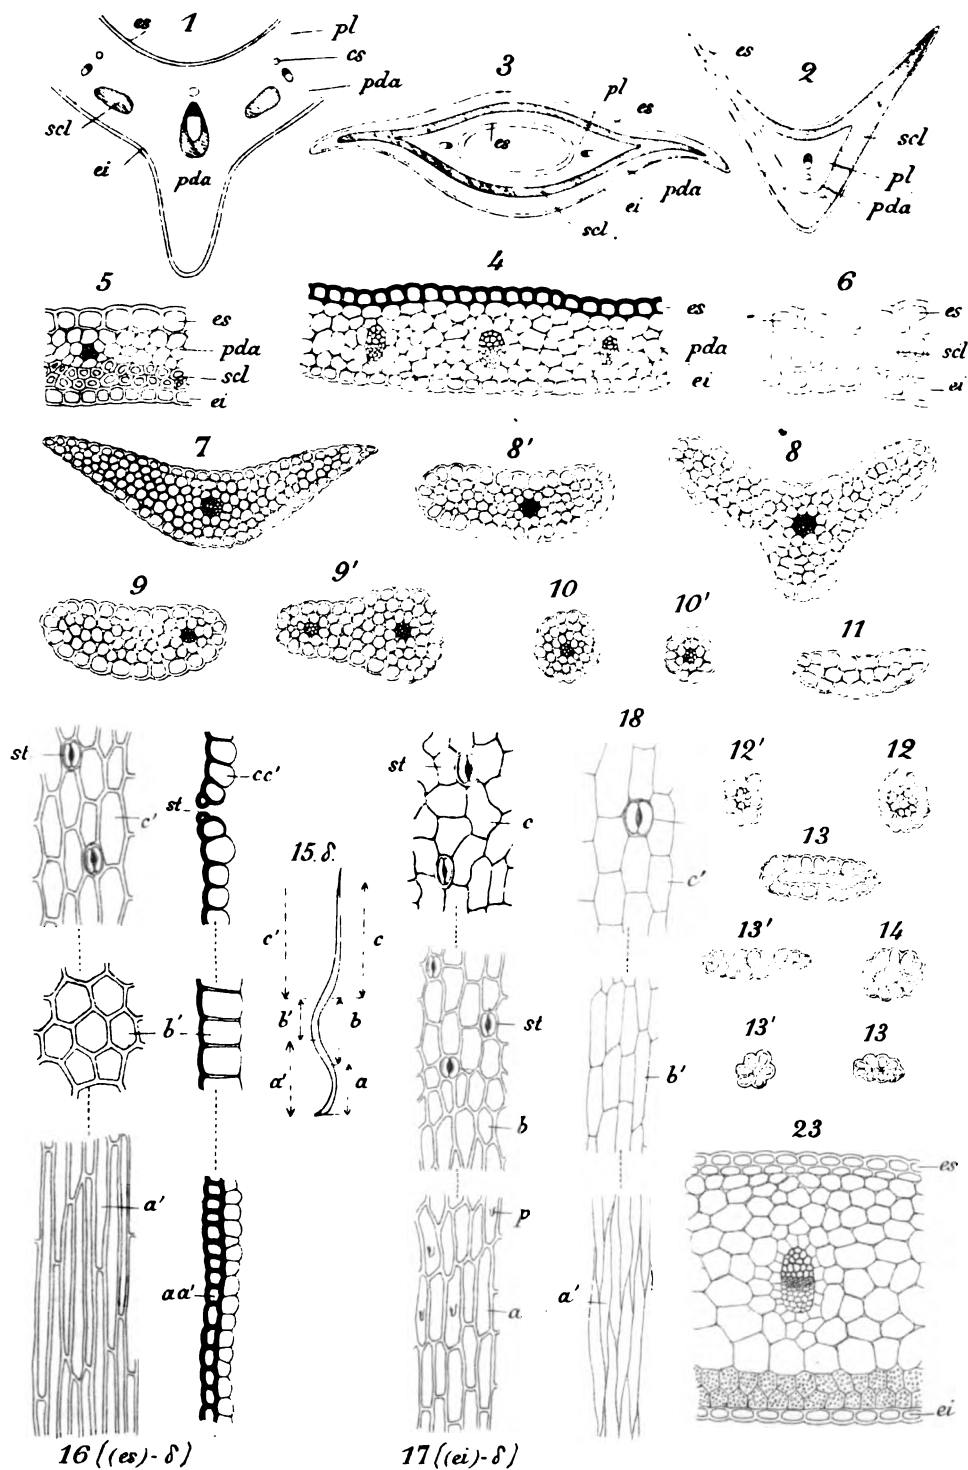 1
es
pl
cs
pda
scl
ei
pda
3
pl
es
es
pda
ei
scl
2
es
scl
pl
pda
5
es
pda
scl
ei
4
es
pda
ei
6
es
scl
ei
7
8'
8
9
9'
10
10'
11
st
c'
cc'
st
15.δ.
c'
c
b'
b
a'
a
b'
a'
aa'
16 [(es)-δ]
st
c
st
b
p
a
17 [(ei)-δ]
18
c'
b'
a'
12'
12
13
13'
14
13'
13
23
es
ei